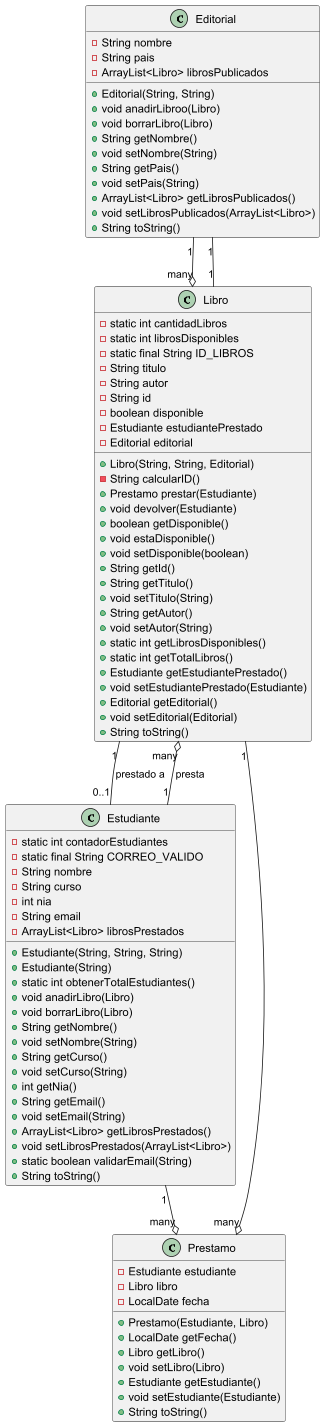 C Editorial
String nombre
String pais
ArrayList<Libro> librosPublicados
Editorial(String, String)
void anadirLibroo(Libro)
void borrarLibro(Libro)
String getNombre()
void setNombre(String)
String getPais()
void setPais(String)
ArrayList<Libro> getLibrosPublicados()
void setLibrosPublicados(ArrayList<Libro>)
String toString()
1 1
many 1
C Libro
static int cantidadLibros
static int librosDisponibles
static final String ID_LIBROS
String titulo
String autor
String id
boolean disponible
Estudiante estudiantePrestado
Editorial editorial
Libro(String, String, Editorial)
String calcularID()
Prestamo prestar(Estudiante)
void devolver(Estudiante)
boolean getDisponible()
void estaDisponible()
void setDisponible(boolean)
String getId()
String getTitulo()
void setTitulo(String)
String getAutor()
void setAutor(String)
static int getLibrosDisponibles()
static int getTotalLibros()
Estudiante getEstudiantePrestado()
void setEstudiantePrestado(Estudiante)
Editorial getEditorial()
void setEditorial(Editorial)
String toString()
1 many 1
prestado a presta
0..1 1
C Estudiante
static int contadorEstudiantes
static final String CORREO_VALIDO
String nombre
String curso
int nia
String email
ArrayList<Libro> librosPrestados
Estudiante(String, String, String)
Estudiante(String)
static int obtenerTotalEstudiantes()
void anadirLibro(Libro)
void borrarLibro(Libro)
String getNombre()
void setNombre(String)
String getCurso()
void setCurso(String)
int getNia()
String getEmail()
void setEmail(String)
ArrayList<Libro> getLibrosPrestados()
void setLibrosPrestados(ArrayList<Libro>)
static boolean validarEmail(String)
String toString()
1
many many
C Prestamo
Estudiante estudiante
Libro libro
LocalDate fecha
Prestamo(Estudiante, Libro)
LocalDate getFecha()
Libro getLibro()
void setLibro(Libro)
Estudiante getEstudiante()
void setEstudiante(Estudiante)
String toString()